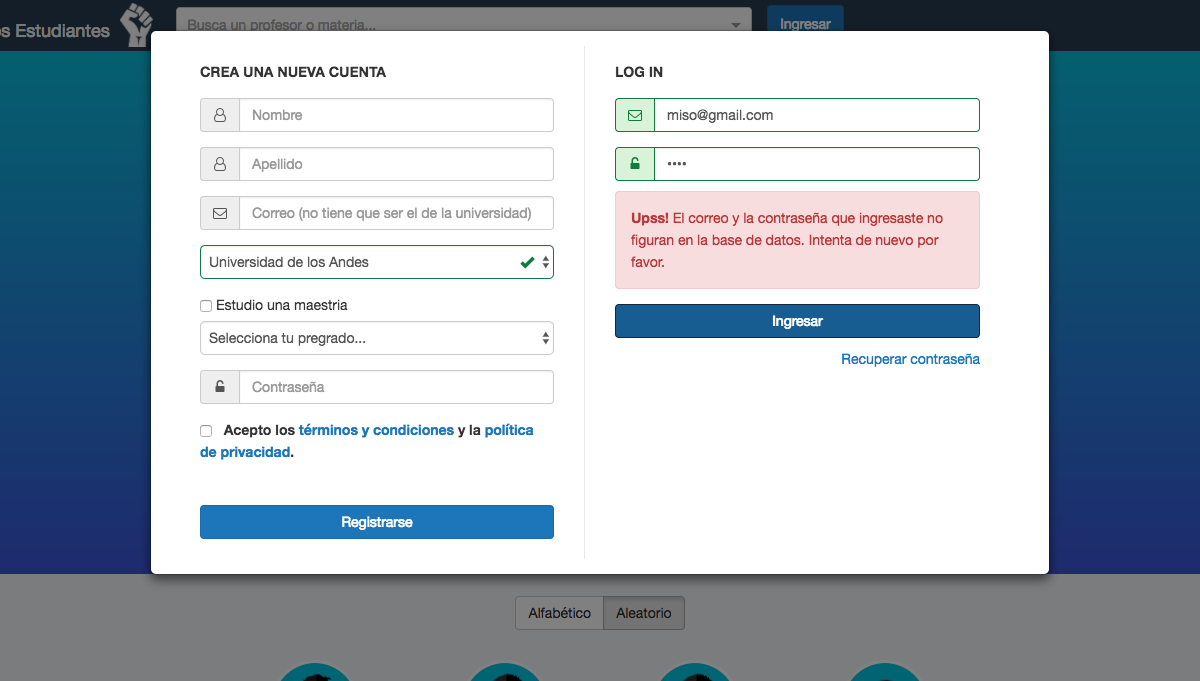 s Estudiantes
Busca un profesor o materia...
Ingresar
CREA UNA NUEVA CUENTA
Nombre
Apellido
Correo (no tiene que ser el de la universidad)
Universidad de los Andes
Estudio una maestria
Selecciona tu pregrado...
Contraseña
Acepto los términos y condiciones y la política
de privacidad.
Registrarse
LOG IN
miso@gmail.com
••••
Upss! El correo y la contraseña que ingresaste no
figuran en la base de datos. Intenta de nuevo por
favor.
Ingresar
Recuperar contraseña
Alfabético
Aleatorio